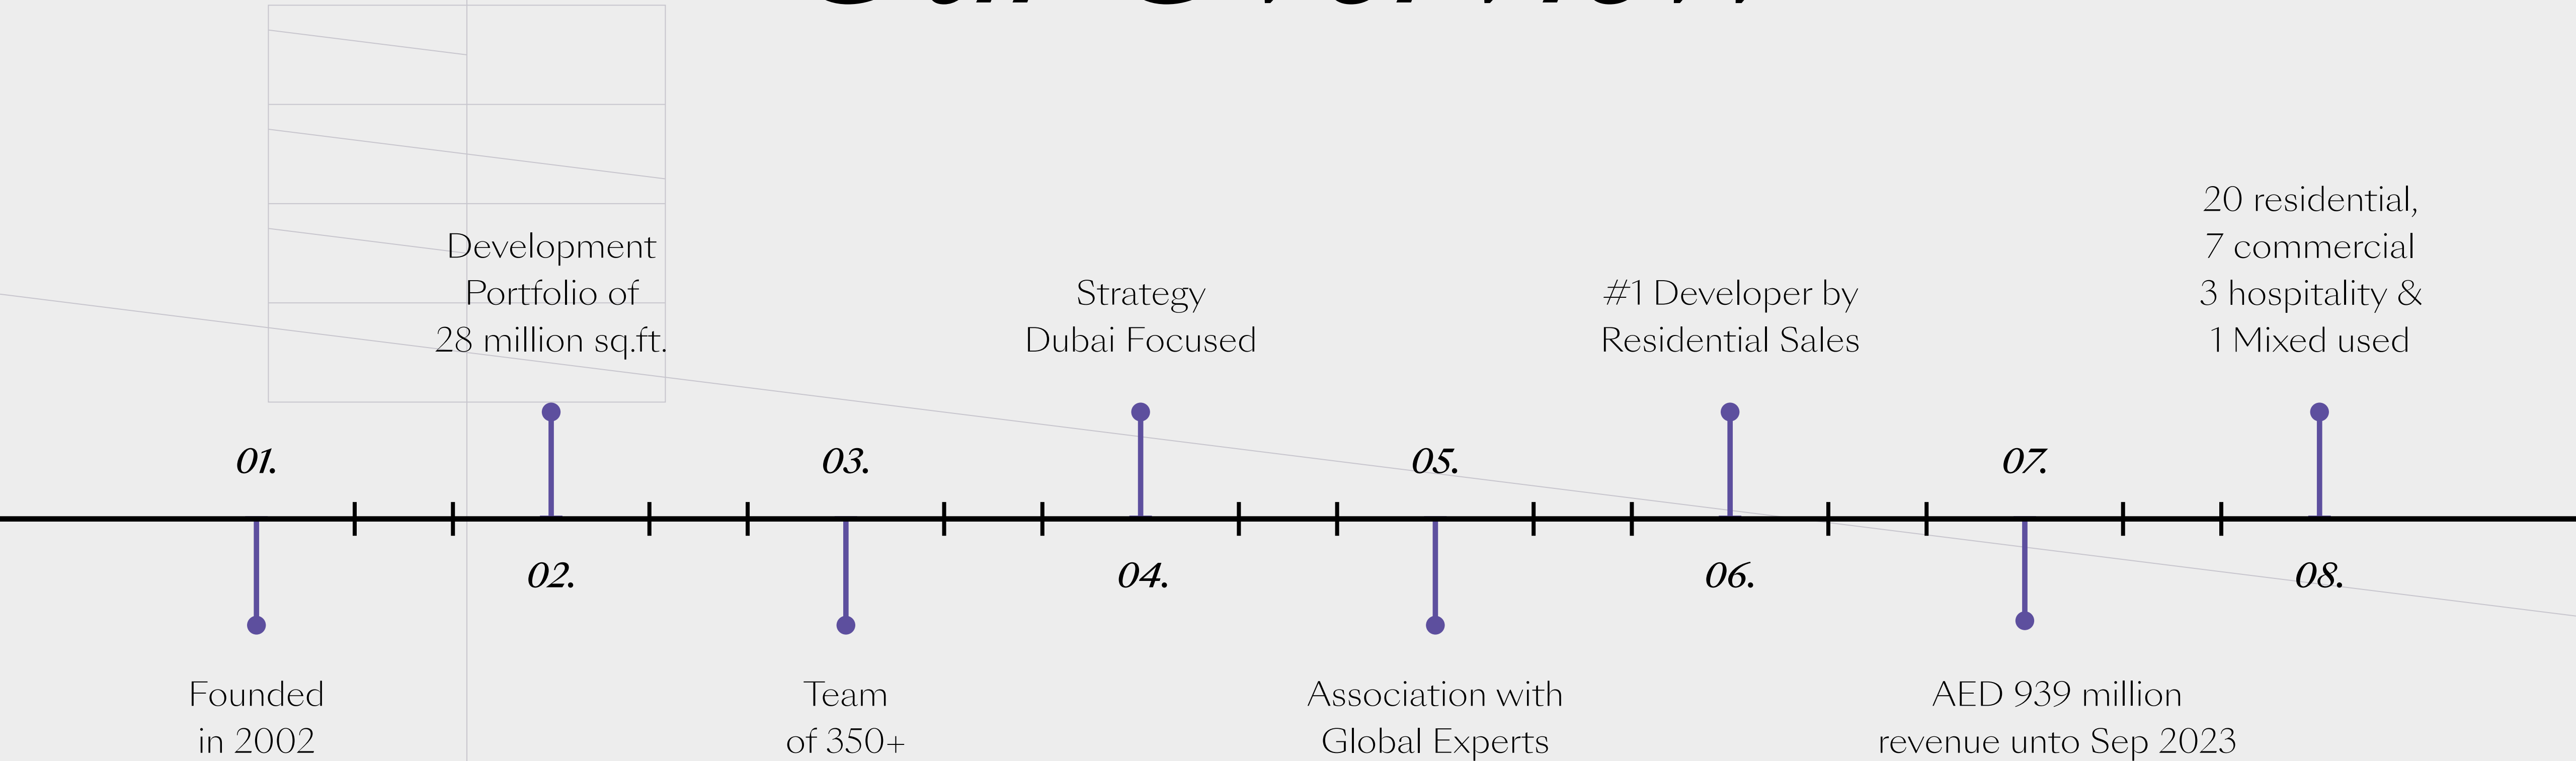 01.
Founded
in 2002
02.
Development
Portfolio of
28 million sq.ft.
03.
Team
of 350+
04.
Strategy
Dubai Focused
05.
Association with
Global Experts
06.
#1 Developer by
Residential Sales
07.
AED 939 million
revenue unto Sep 2023
08.
20 residential,
7 commercial
3 hospitality &
1 Mixed used